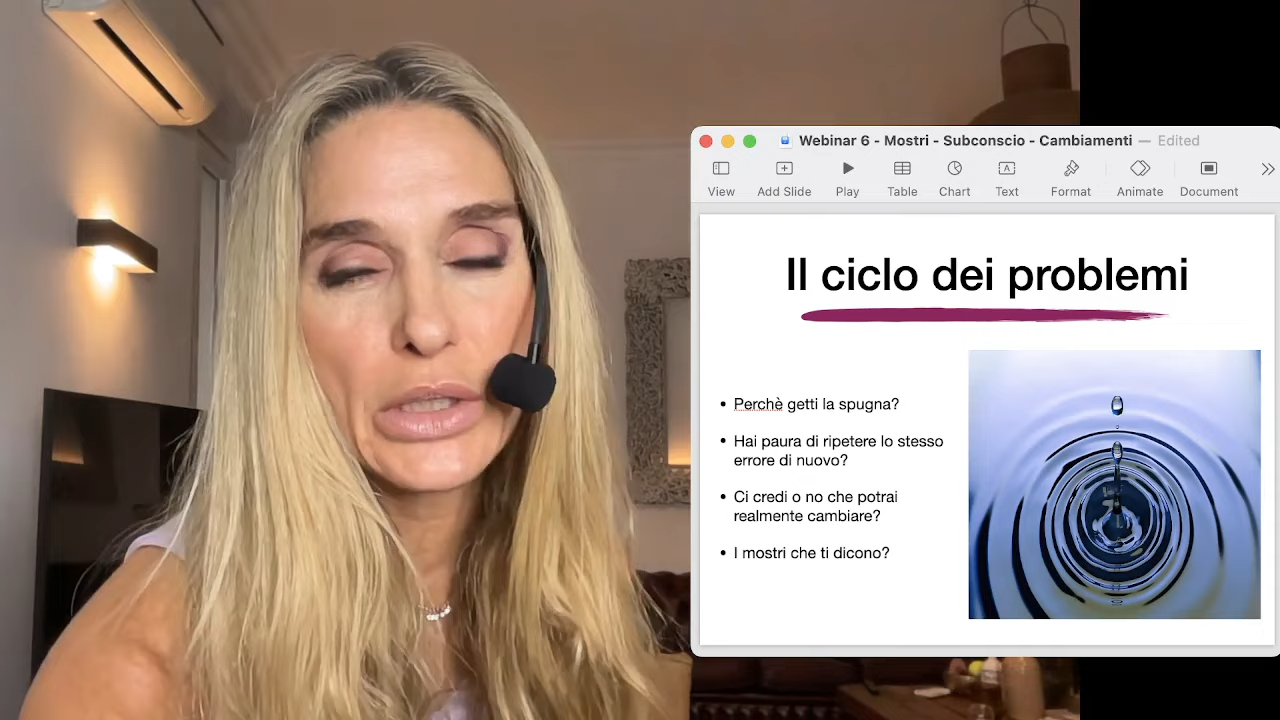 Webinar 6 - Mostri - Subconscio - Cambiamenti — Edited
View Add Slide Play Table Chart Text Format Animate Document
Il ciclo dei problemi
• Perchè getti la spugna?
• Hai paura di ripetere lo stesso
errore di nuovo?
• Ci credi o no che potrai
realmente cambiare?
• I mostri che ti dicono?